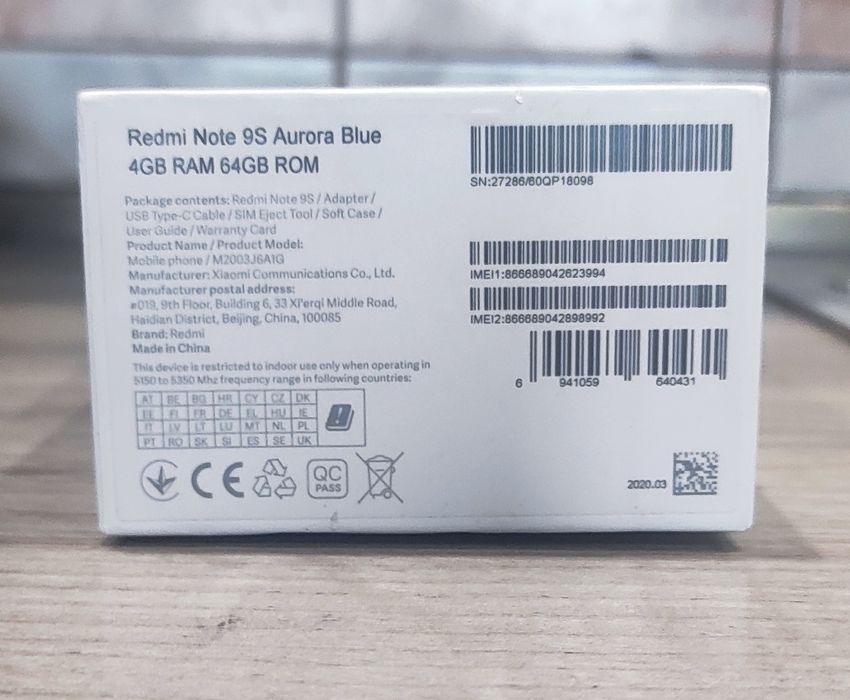 Redmi Note 9S Aurora Blue
4GB RAM 64GB ROM
Package contents: Redmi Note 9S / Adapter /
USB Type-C Cable / SIM Eject Tool / Soft Case /
User Guide / Warranty Card
Product Name / Product Model:
Mobile phone / M2003J6A1G
Manufacturer: Xiaomi Communications Co., Ltd.
Manufacturer postal address:
#019, 9th Floor, Building 6, 33 Xi'erqi Middle Road,
Haidian District, Beijing, China, 100085
Brand: Redmi
Made in China
This device is restricted to indoor use only when operating in
5150 to 5350 Mhz frequency range in following countries:
AT BE BG HR CY CZ DK
EE FI FR DE EL HU IE
IT LV LT LU MT NL PL
PT RO SK SI ES SE UK
CE
QC
PASS
SN:27286/60QP18098
IMEI1:866689042623994
IMEI2:866689042898992
6 941059 640431
2020.03